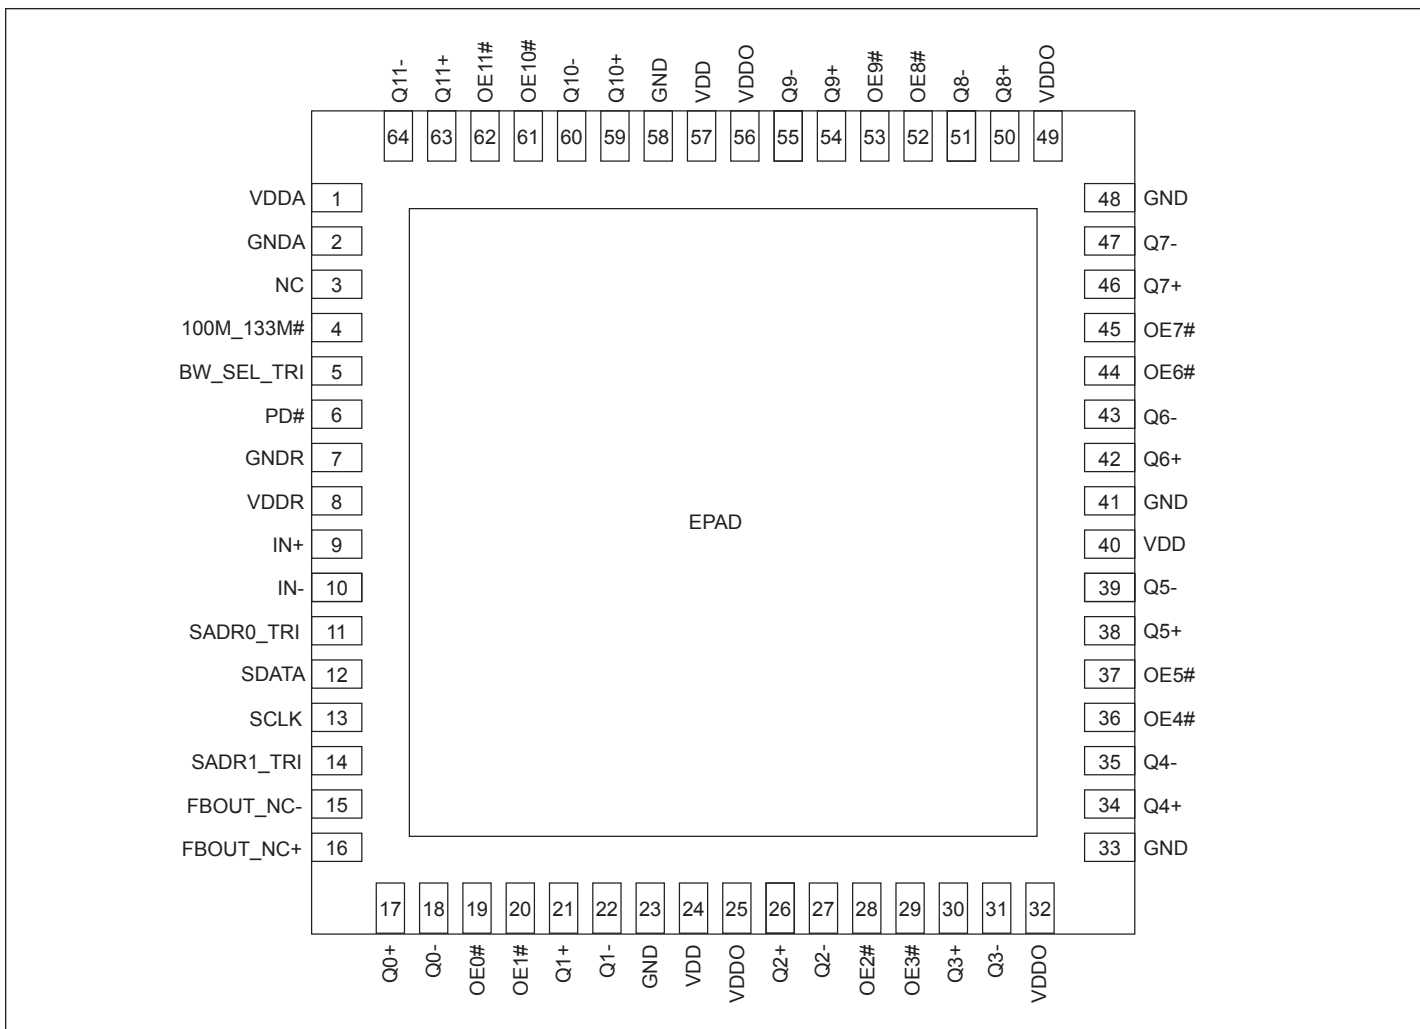 Q11-
Q11+
OE11#
OE10#
Q10-
Q10+
GND
VDD
VDDO
Q9-
Q9+
OE9#
OE8#
Q8-
Q8+
VDDO
64 63 62 61 60 59 58 57 56 55 54 53 52 51 50 49
VDDA 1 48 GND
GNDA 2 47 Q7-
NC 3 46 Q7+
100M_133M# 4 45 OE7#
BW_SEL_TRI 5 44 OE6#
PD# 6 43 Q6-
GNDR 7 42 Q6+
VDDR 8 41 GND
EPAD
IN+ 9 40 VDD
IN- 10 39 Q5-
SADR0_TRI 11 38 Q5+
SDATA 12 37 OE5#
SCLK 13 36 OE4#
SADR1_TRI 14 35 Q4-
FBOUT_NC- 15 34 Q4+
FBOUT_NC+ 16 33 GND
17 18 19 20 21 22 23 24 25 26 27 28 29 30 31 32
Q0+
Q0-
OE0#
OE1#
Q1+
Q1-
GND
VDD
VDDO
Q2+
Q2-
OE2#
OE3#
Q3+
Q3-
VDDO